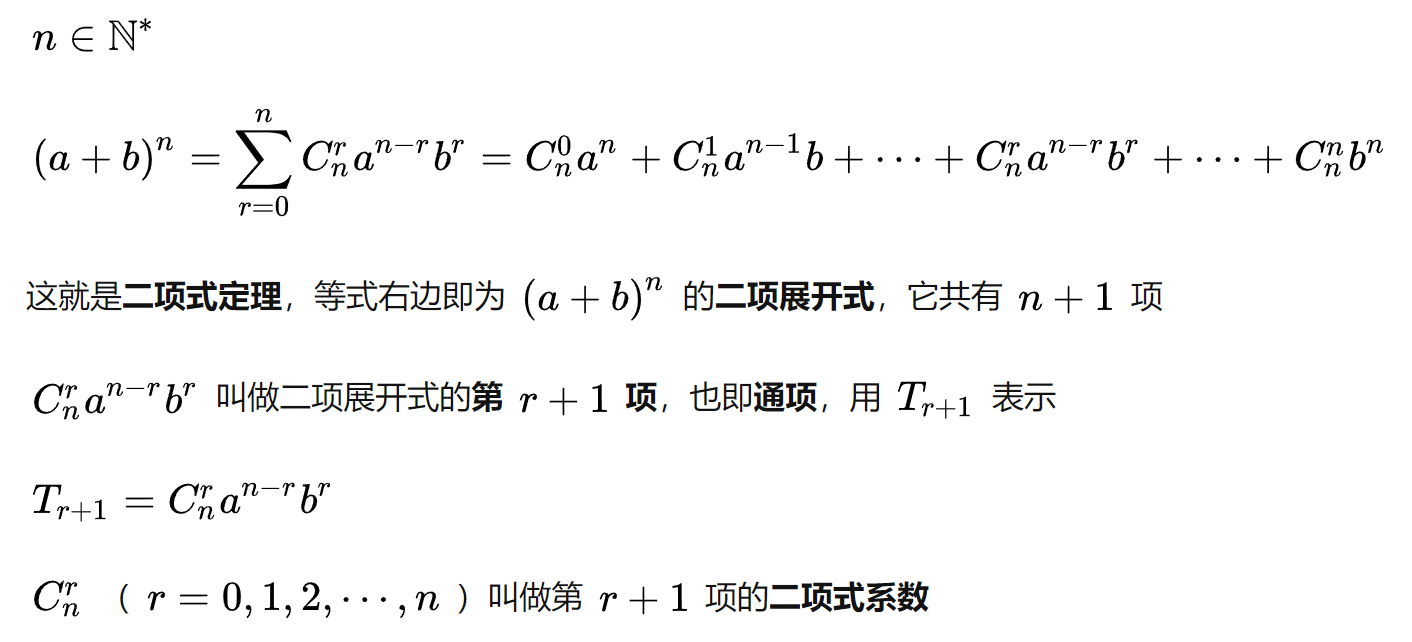 $n \in \mathbb{N}^*$
$(a+b)^n = \sum_{r=0}^{n} C_n^r a^{n-r} b^r = C_n^0 a^n + C_n^1 a^{n-1} b + \cdots + C_n^r a^{n-r} b^r + \cdots + C_n^n b^n$
这就是二项式定理，等式右边即为 $(a+b)^n$ 的二项展开式，它共有 $n+1$ 项
$C_n^r a^{n-r} b^r$ 叫做二项展开式的第 $r+1$ 项，也即通项，用 $T_{r+1}$ 表示
$T_{r+1} = C_n^r a^{n-r} b^r$
$C_n^r$ （ $r = 0, 1, 2, \cdots, n$ ）叫做第 $r+1$ 项的二项式系数